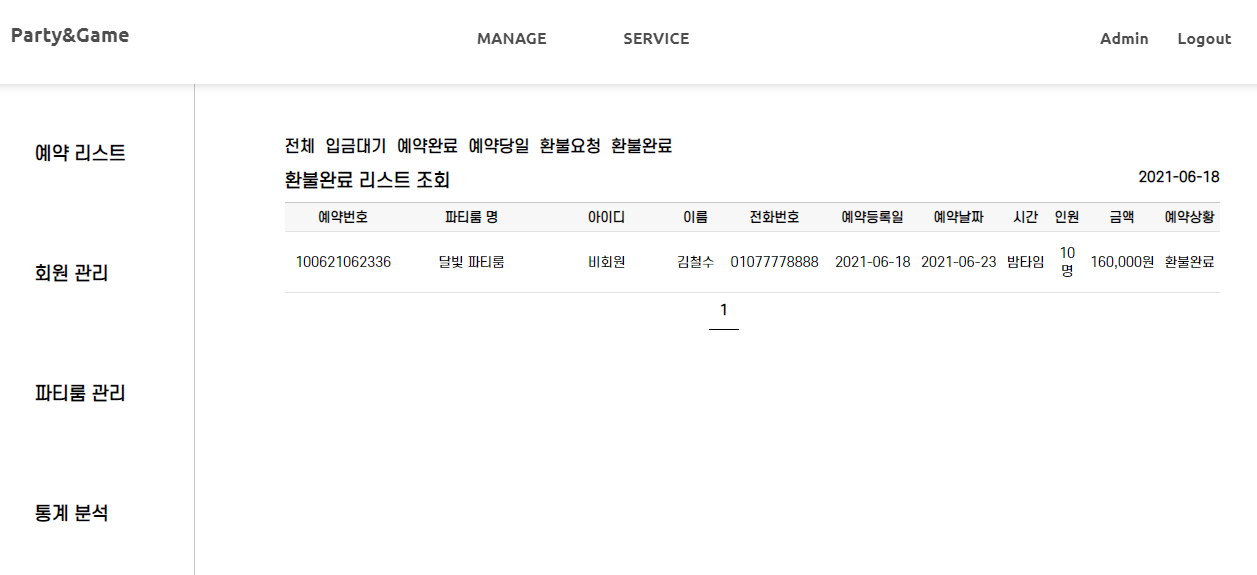 Party&Game MANAGE SERVICE Admin Logout
예약 리스트
회원 관리
파티룸 관리
통계 분석
전체 입금대기 예약완료 예약당일 환불요청 환불완료
환불완료 리스트 조회 2021-06-18
예약번호 파티룸 명 아이디 이름 전화번호 예약등록일 예약날짜 시간 인원 금액 예약상황
100621062336 달빛 파티룸 비회원 김철수 01077778888 2021-06-18 2021-06-23 밤타임 10명 160,000원 환불완료
1